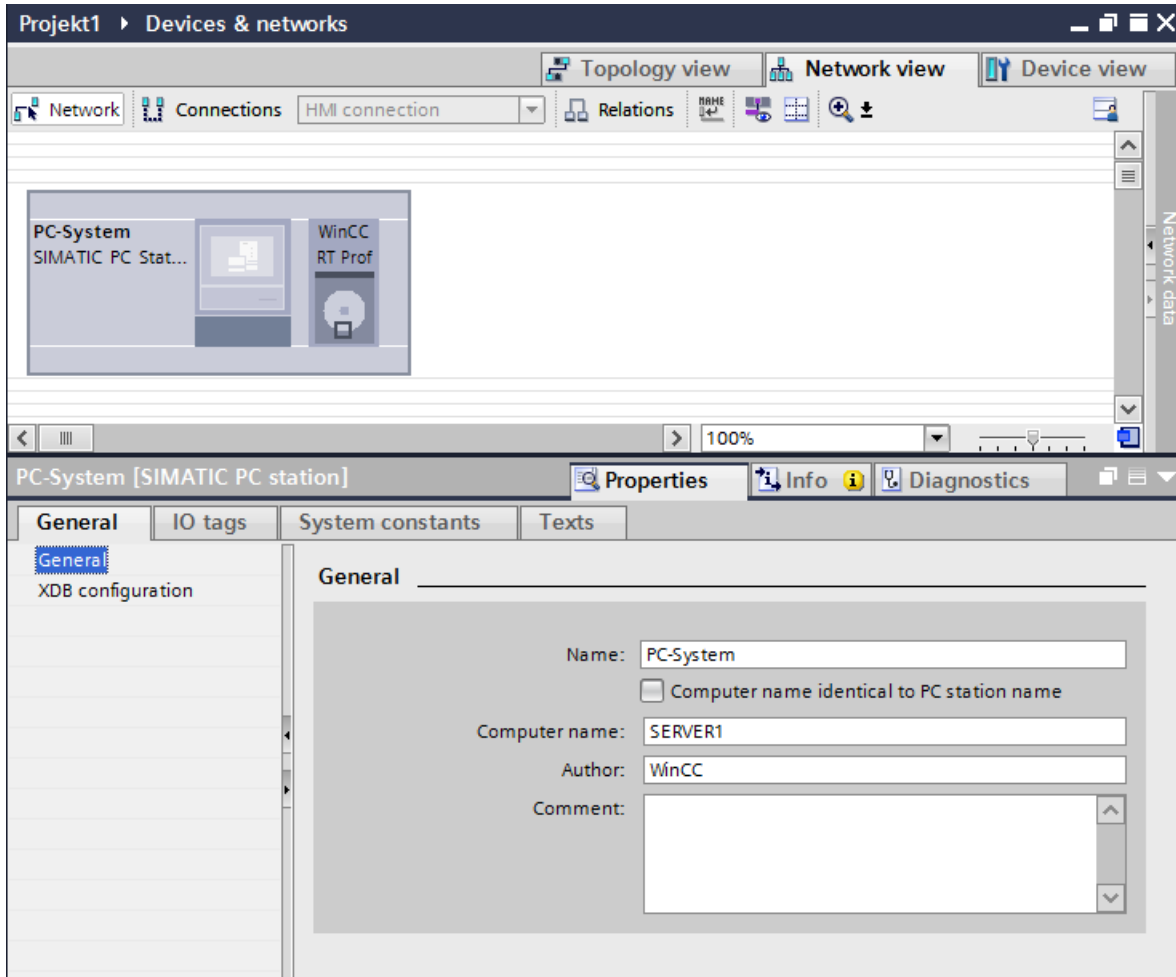 Projekt1 ▸ Devices & networks
Topology view
Network view
Device view
Network
Connections
HMI connection
Relations
NAME
PC-System
SIMATIC PC Stat...
WinCC
RT Prof
Network data
100%
PC-System [SIMATIC PC station]
Properties
Info
Diagnostics
General
IO tags
System constants
Texts
General
XDB configuration
General
Name: PC-System
Computer name identical to PC station name
Computer name: SERVER1
Author: WinCC
Comment: